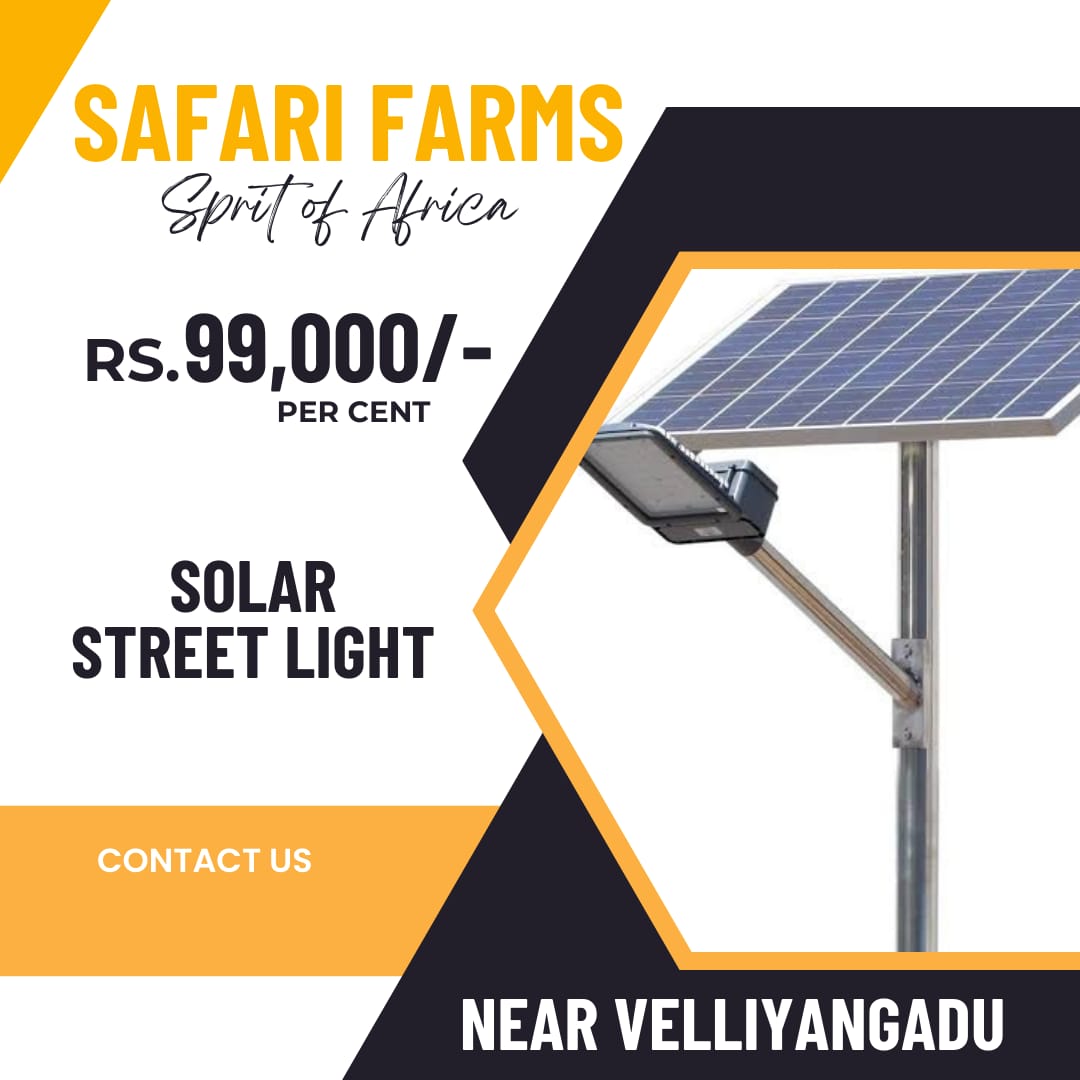 SAFARI FARMS
Sprit of Africa
RS.99,000/-
PER CENT
SOLAR
STREET LIGHT
CONTACT US
NEAR VELLIYANGADU